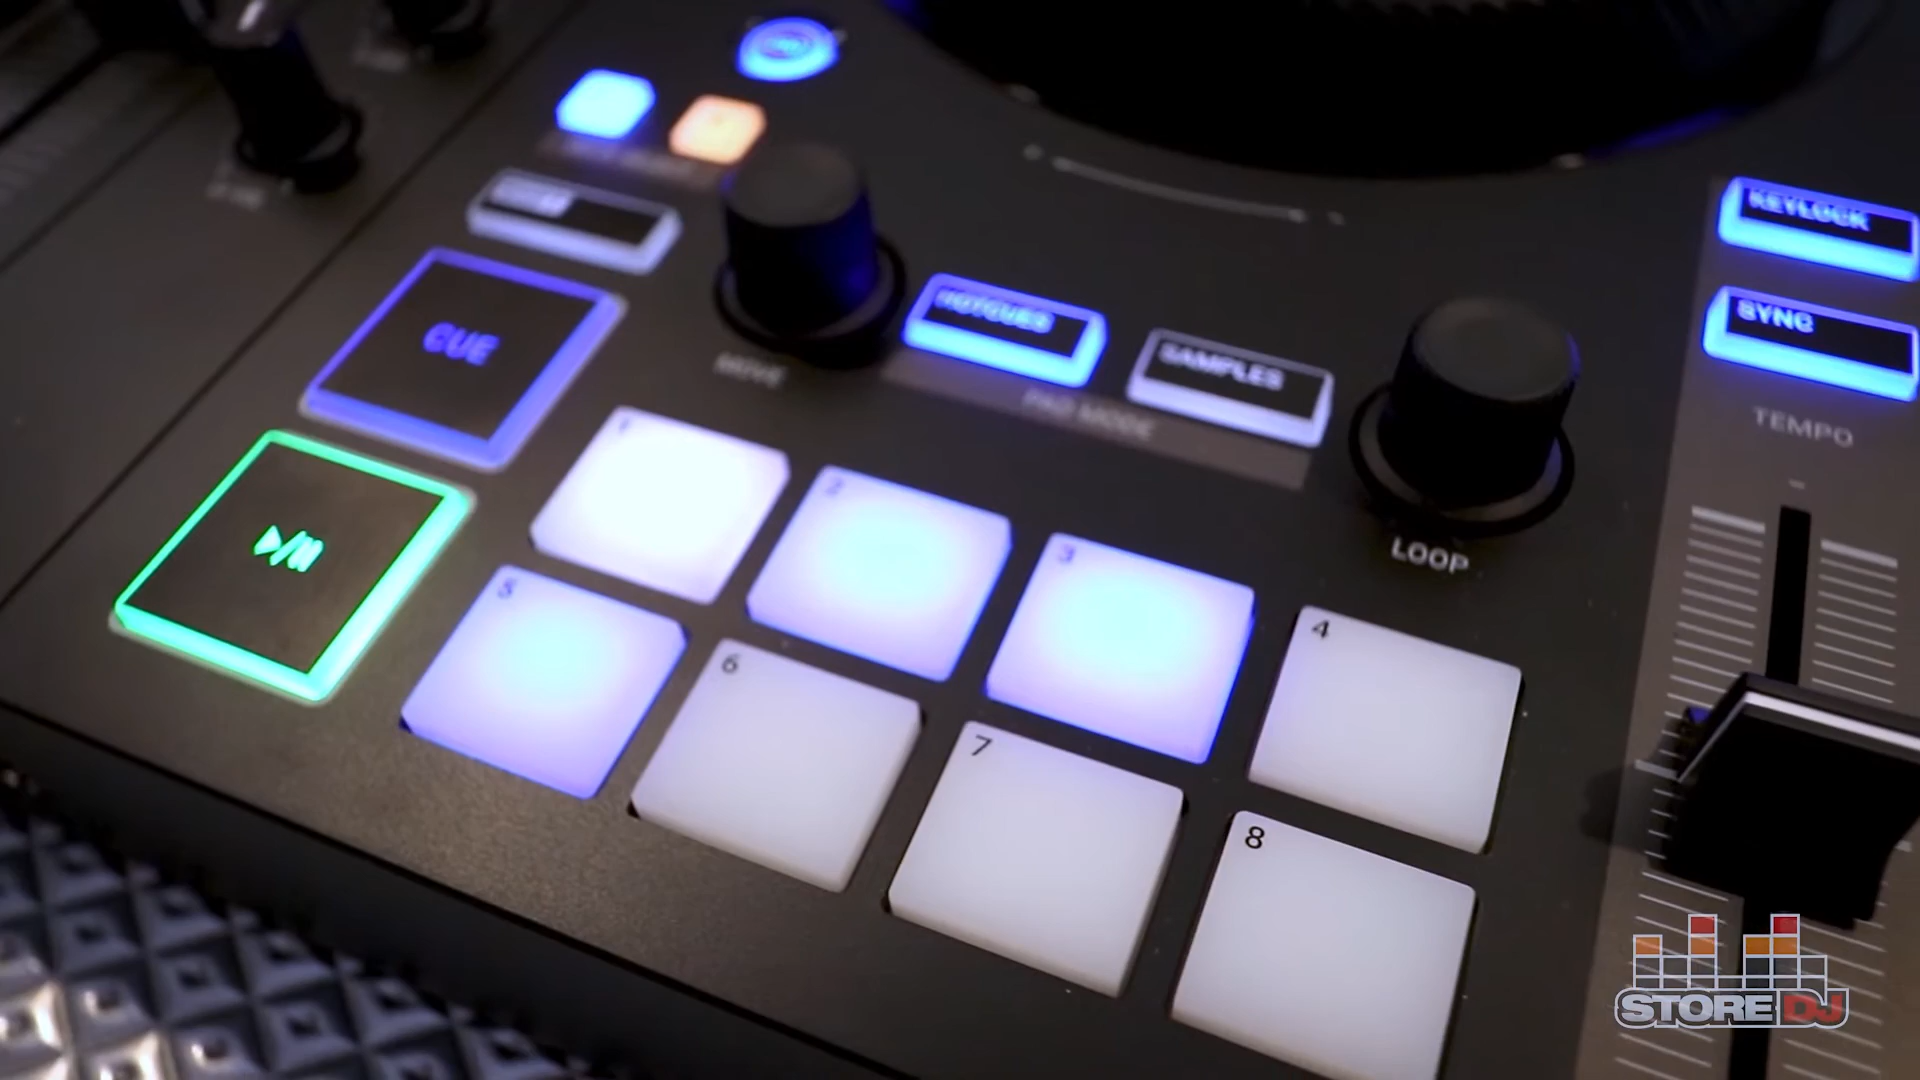 KEYLOCK
SYNC
CUE
HOTCUES
SAMPLES
MOVE
PAD MODE
TEMPO
LOOP
1
2
3
4
5
6
7
8
STORE DJ